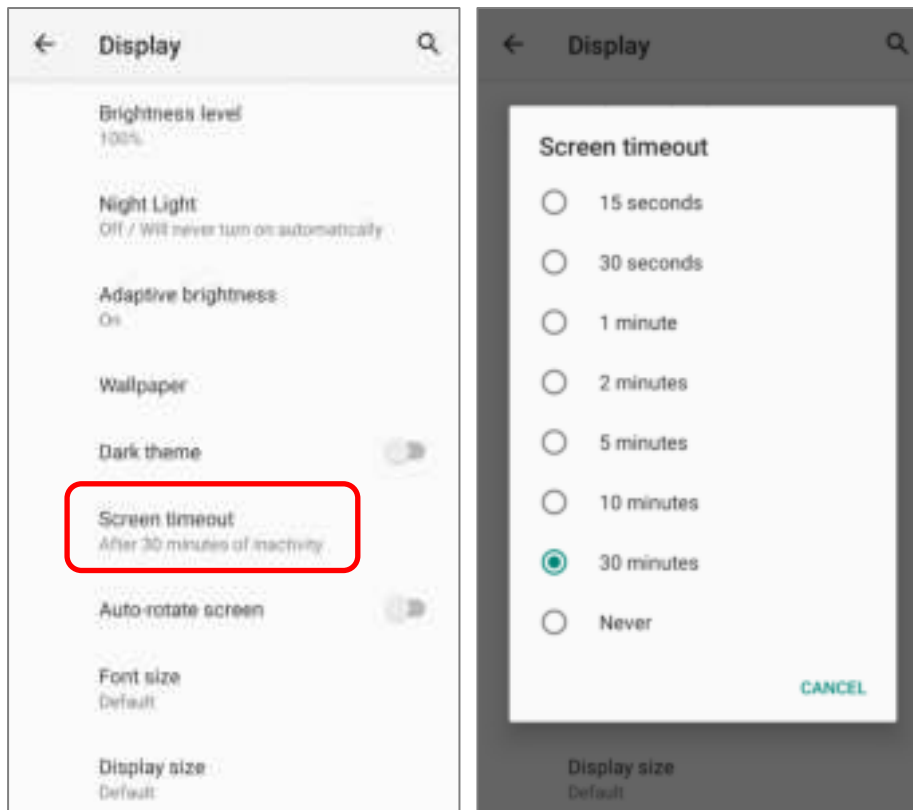 Display
Brightness level
100%
Night Light
Off / Will never turn on automatically
Adaptive brightness
On
Wallpaper
Dark theme
Screen timeout
After 30 minutes of inactivity
Auto-rotate screen
Font size
Default
Display size
Default
Display
Screen timeout
15 seconds
30 seconds
1 minute
2 minutes
5 minutes
10 minutes
30 minutes
Never
CANCEL
Display size
Default